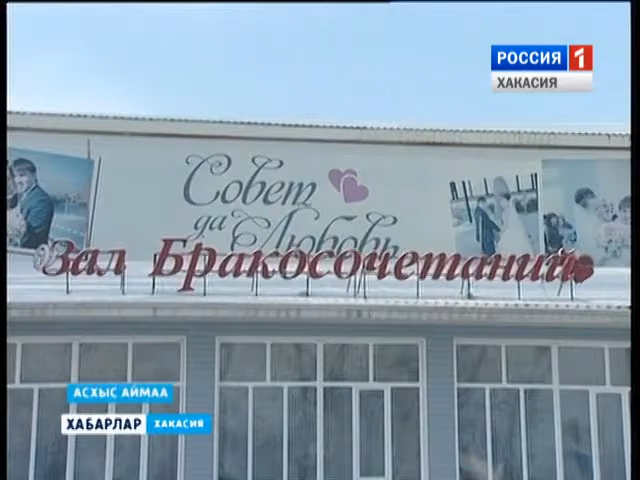 РОССИЯ 1
ХАКАСИЯ
Совет
да Любовь
Зал Бракосочетаний
АСХЫС АЙМАА
ХАБАРЛАР ХАКАСИЯ